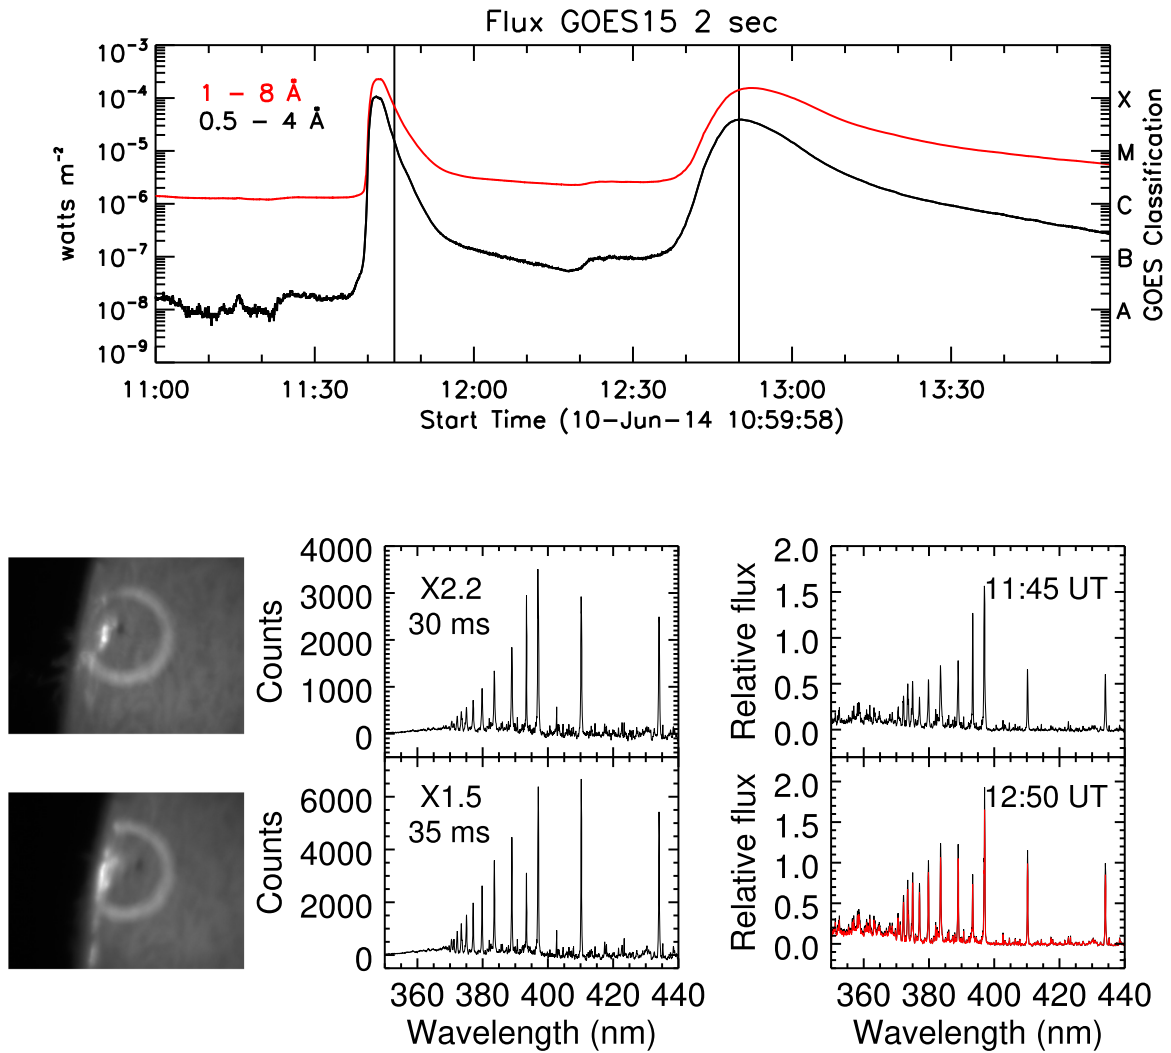 Flux GOES15 2 sec
10⁻³
10⁻⁴
10⁻⁵
10⁻⁶
10⁻⁷
10⁻⁸
10⁻⁹
watts m⁻²
1 – 8 Å
0.5 – 4 Å
X
M
C
B
A
GOES Classification
11:00 11:30 12:00 12:30 13:00 13:30
Start Time (10–Jun–14 10:59:58)
4000
3000
2000
1000
0
Counts
X2.2
30 ms
2.0
1.5
1.0
0.5
0.0
Relative flux
11:45 UT
6000
4000
2000
0
Counts
X1.5
35 ms
360 380 400 420 440
Wavelength (nm)
2.0
1.5
1.0
0.5
0.0
Relative flux
12:50 UT
360 380 400 420 440
Wavelength (nm)